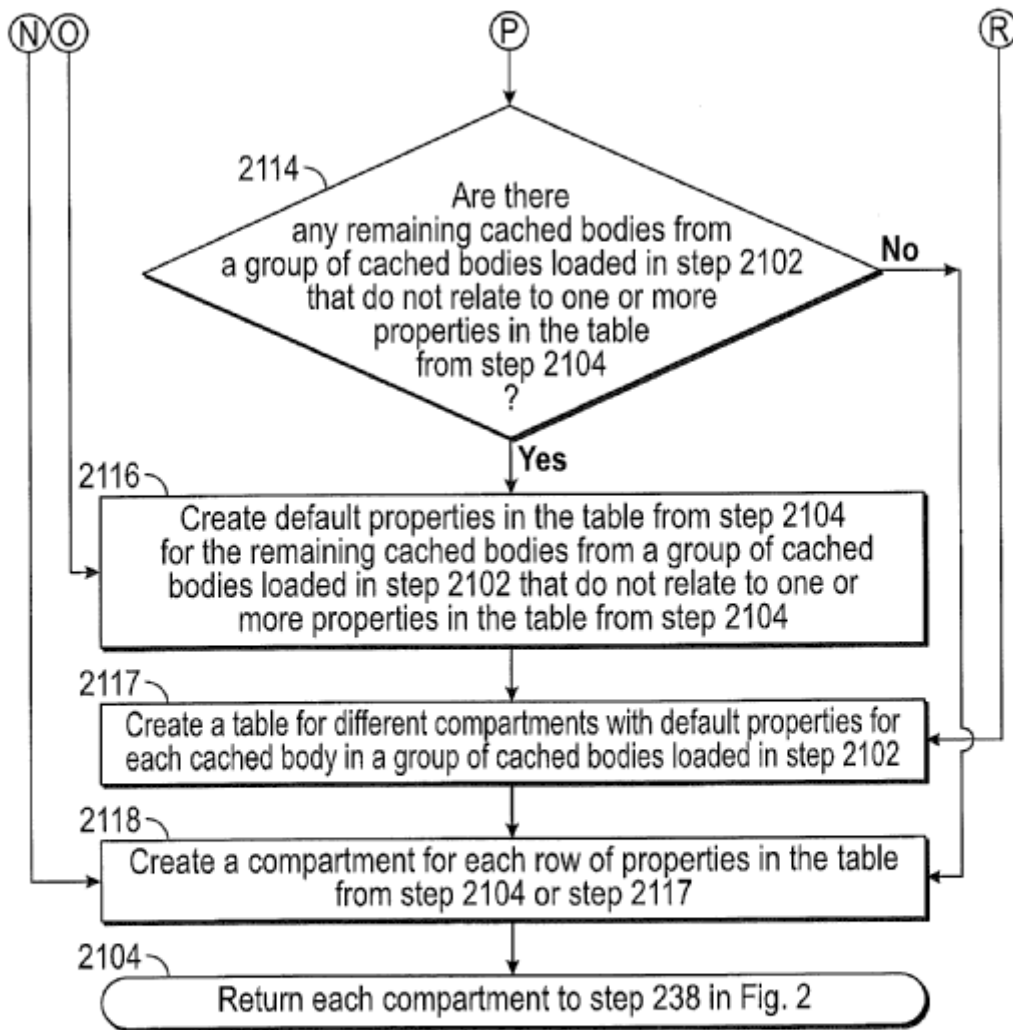 N O P R
2114
Are there
any remaining cached bodies from
a group of cached bodies loaded in step 2102
that do not relate to one or more
properties in the table
from step 2104
?
No
Yes
2116
Create default properties in the table from step 2104
for the remaining cached bodies from a group of cached
bodies loaded in step 2102 that do not relate to one or
more properties in the table from step 2104
2117
Create a table for different compartments with default properties for
each cached body in a group of cached bodies loaded in step 2102
2118
Create a compartment for each row of properties in the table
from step 2104 or step 2117
2104
Return each compartment to step 238 in Fig. 2